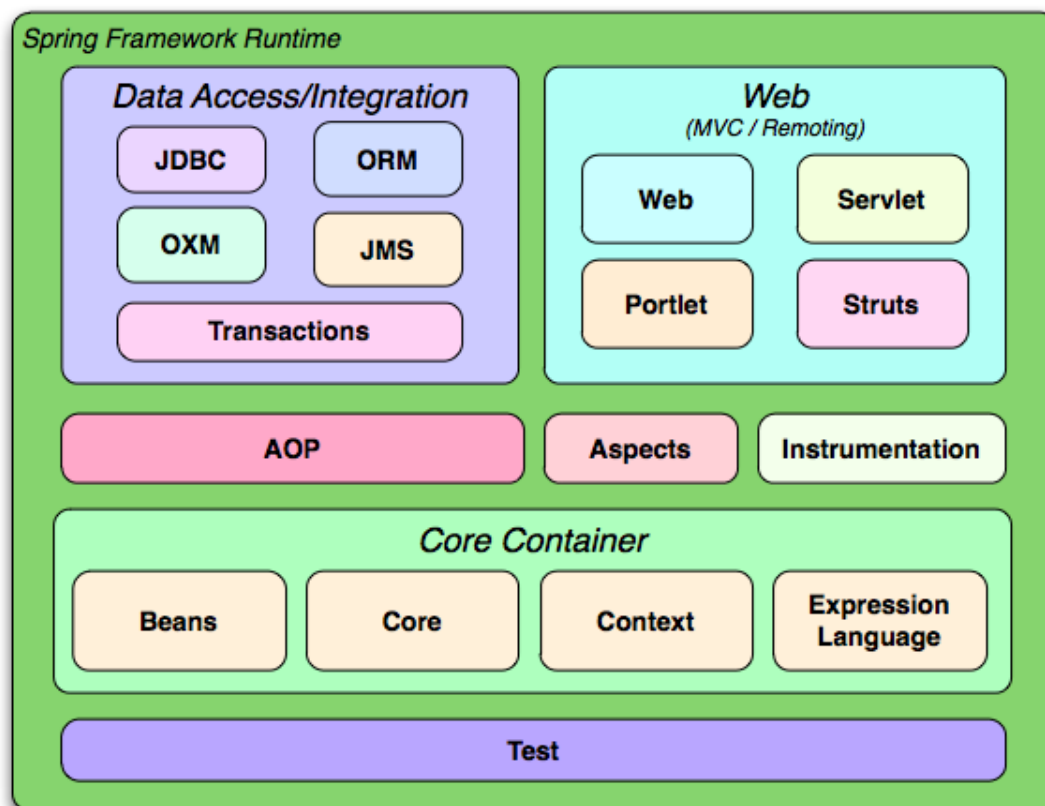 Spring Framework Runtime
Data Access/Integration
JDBC
ORM
OXM
JMS
Transactions
Web
(MVC / Remoting)
Web
Servlet
Portlet
Struts
AOP
Aspects
Instrumentation
Core Container
Beans
Core
Context
Expression
Language
Test